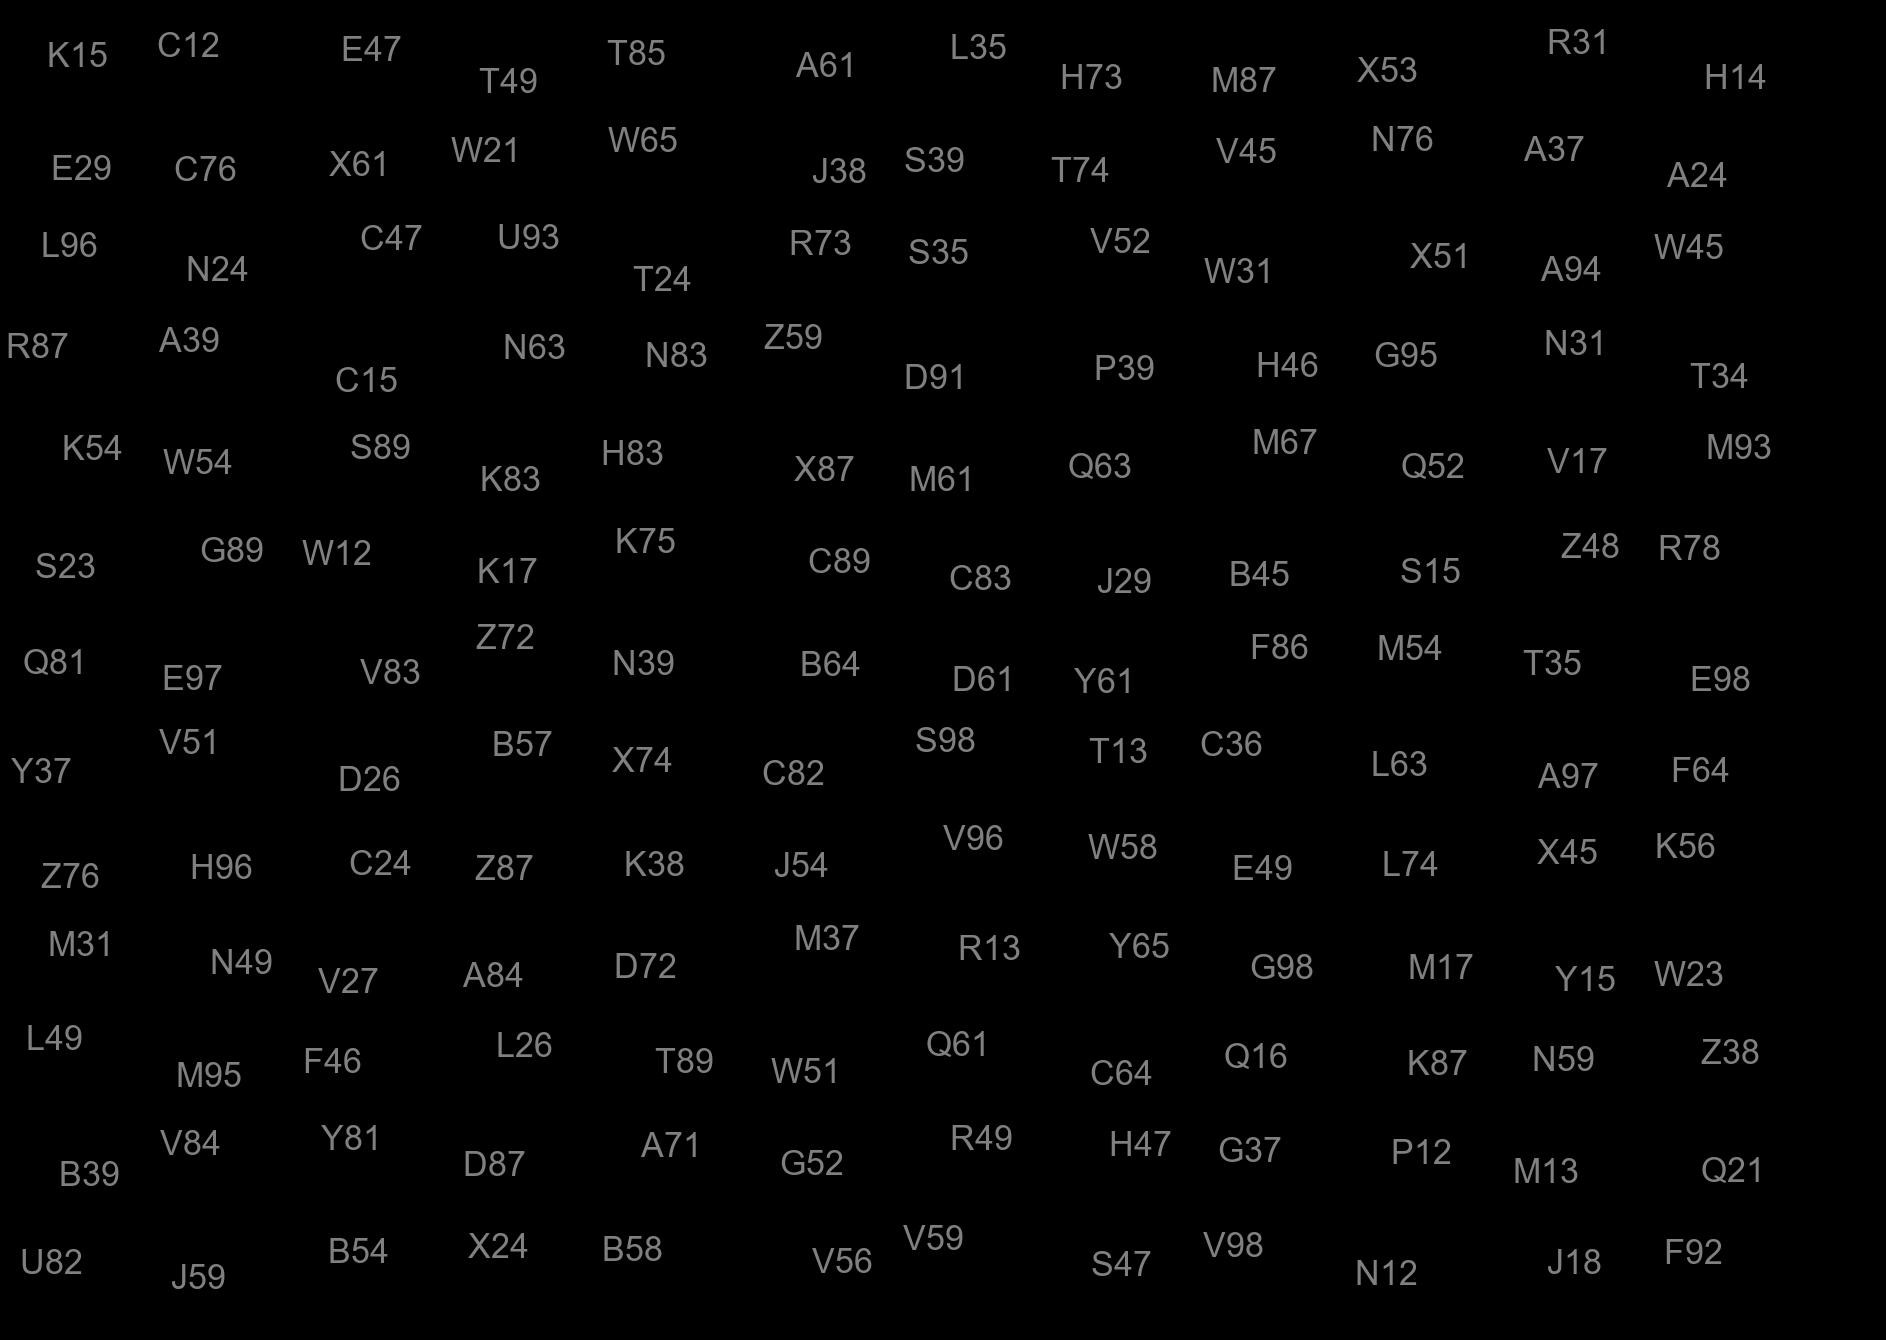 K15 C12 E47 T49 T85 A61 L35 H73 M87 X53 R31 H14
E29 C76 X61 W21 W65 J38 S39 T74 V45 N76 A37 A24
L96 N24 C47 U93 T24 R73 S35 V52 W31 X51 A94 W45
R87 A39 C15 N63 N83 Z59 D91 P39 H46 G95 N31 T34
K54 W54 S89 K83 H83 X87 M61 Q63 M67 Q52 V17 M93
S23 G89 W12 K17 K75 C89 C83 J29 B45 S15 Z48 R78
Q81 E97 V83 Z72 N39 B64 D61 Y61 F86 M54 T35 E98
Y37 V51 D26 B57 X74 C82 S98 T13 C36 L63 A97 F64
Z76 H96 C24 Z87 K38 J54 V96 W58 E49 L74 X45 K56
M31 N49 V27 A84 D72 M37 R13 Y65 G98 M17 Y15 W23
L49 M95 F46 L26 T89 W51 Q61 C64 Q16 K87 N59 Z38
B39 V84 Y81 D87 A71 G52 R49 H47 G37 P12 M13 Q21
U82 J59 B54 X24 B58 V56 V59 S47 V98 N12 J18 F92